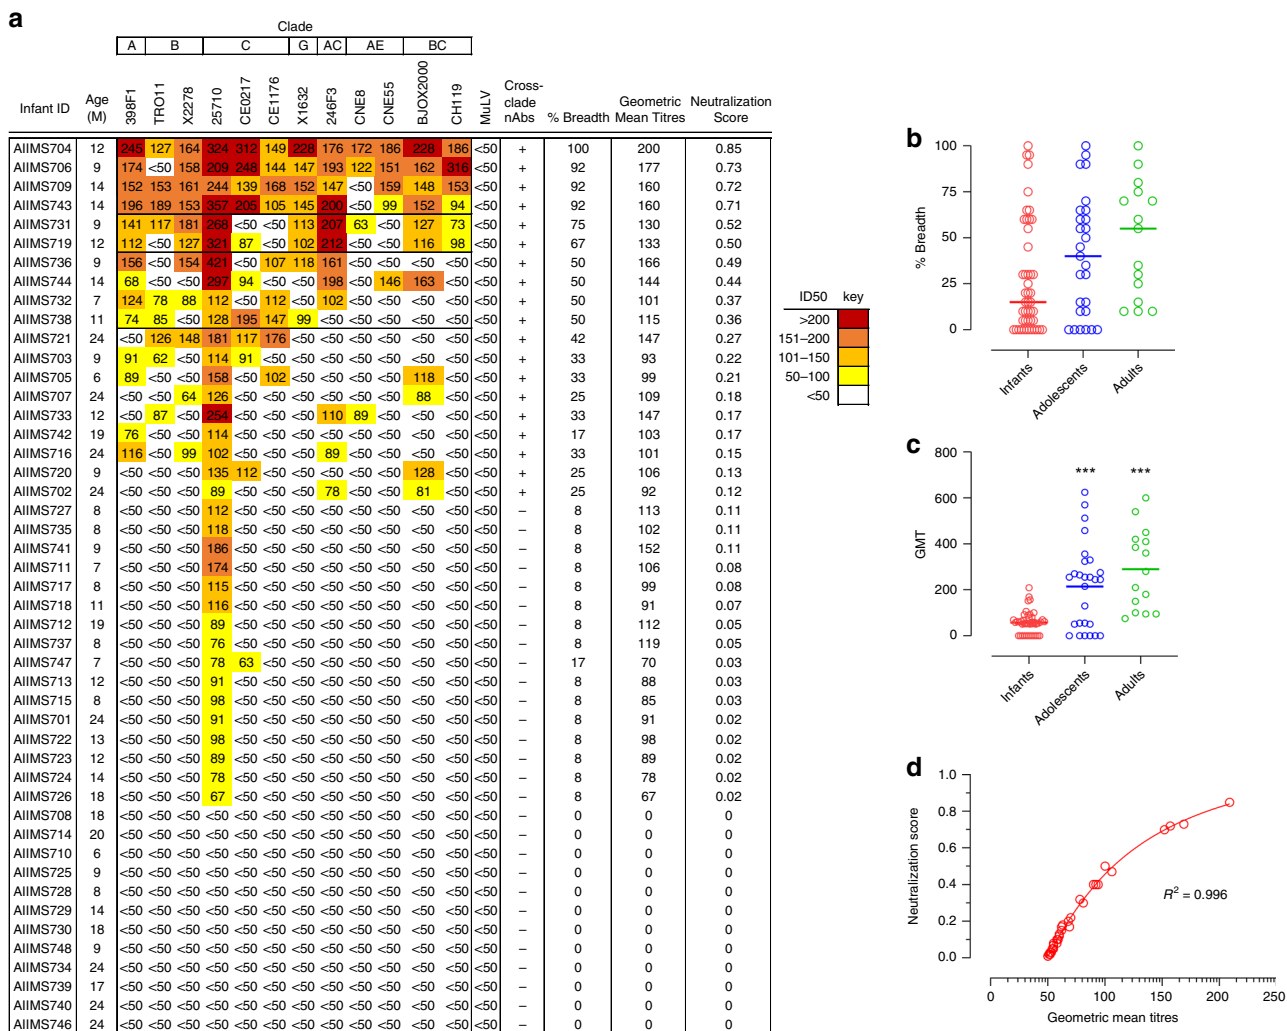 a
Clade
A B C G AC AE BC
Infant ID Age (M) 398F1 TRO11 X2278 25710 CE0217 CE1176 X1632 246F3 CNE8 CNE55 BJOX2000 CH119 MuLV Cross-clade nAbs % Breadth Geometric Mean Titres Neutralization Score
AIIMS704 12 245 127 164 324 312 149 228 176 172 186 228 186 <50 + 100 200 0.85
AIIMS706 9 174 <50 158 209 248 144 147 193 122 151 162 316 <50 + 92 177 0.73
AIIMS709 14 152 153 161 244 139 168 152 147 <50 159 148 153 <50 + 92 160 0.72
AIIMS743 14 196 189 153 357 205 105 145 200 <50 99 152 94 <50 + 92 160 0.71
AIIMS731 9 141 117 181 268 <50 <50 113 207 63 <50 127 73 <50 + 75 130 0.52
AIIMS719 12 112 <50 127 321 87 <50 102 212 <50 <50 116 98 <50 + 67 133 0.50
AIIMS736 9 156 <50 154 421 <50 107 118 161 <50 <50 <50 <50 <50 + 50 166 0.49
AIIMS744 14 68 <50 <50 297 94 <50 <50 198 <50 146 163 <50 <50 + 50 144 0.44
AIIMS732 7 124 78 88 112 <50 112 <50 102 <50 <50 <50 <50 <50 + 50 101 0.37
AIIMS738 11 74 85 <50 128 195 147 99 <50 <50 <50 <50 <50 <50 + 50 115 0.36
AIIMS721 24 <50 126 148 181 117 176 <50 <50 <50 <50 <50 <50 <50 + 42 147 0.27
AIIMS703 9 91 62 <50 114 91 <50 <50 <50 <50 <50 <50 <50 <50 + 33 93 0.22
AIIMS705 6 89 <50 <50 158 <50 102 <50 <50 <50 <50 118 <50 <50 + 33 99 0.21
AIIMS707 24 <50 <50 64 126 <50 <50 <50 <50 <50 <50 88 <50 <50 + 25 109 0.18
AIIMS733 12 <50 87 <50 254 <50 <50 <50 110 89 <50 <50 <50 <50 + 33 147 0.17
AIIMS742 19 76 <50 <50 114 <50 <50 <50 <50 <50 <50 <50 <50 <50 + 17 103 0.17
AIIMS716 24 116 <50 99 102 <50 <50 <50 89 <50 <50 <50 <50 <50 + 33 101 0.15
AIIMS720 9 <50 <50 <50 135 112 <50 <50 <50 <50 <50 128 <50 <50 + 25 106 0.13
AIIMS702 24 <50 <50 <50 89 <50 <50 <50 78 <50 <50 81 <50 <50 + 25 92 0.12
AIIMS727 8 <50 <50 <50 112 <50 <50 <50 <50 <50 <50 <50 <50 <50 – 8 113 0.11
AIIMS735 8 <50 <50 <50 118 <50 <50 <50 <50 <50 <50 <50 <50 <50 – 8 102 0.11
AIIMS741 9 <50 <50 <50 186 <50 <50 <50 <50 <50 <50 <50 <50 <50 – 8 152 0.11
AIIMS711 7 <50 <50 <50 174 <50 <50 <50 <50 <50 <50 <50 <50 <50 – 8 106 0.08
AIIMS717 8 <50 <50 <50 115 <50 <50 <50 <50 <50 <50 <50 <50 <50 – 8 99 0.08
AIIMS718 11 <50 <50 <50 116 <50 <50 <50 <50 <50 <50 <50 <50 <50 – 8 91 0.07
AIIMS712 19 <50 <50 <50 89 <50 <50 <50 <50 <50 <50 <50 <50 <50 – 8 112 0.05
AIIMS737 8 <50 <50 <50 76 <50 <50 <50 <50 <50 <50 <50 <50 <50 – 8 119 0.05
AIIMS747 7 <50 <50 <50 78 63 <50 <50 <50 <50 <50 <50 <50 <50 – 17 70 0.03
AIIMS713 12 <50 <50 <50 91 <50 <50 <50 <50 <50 <50 <50 <50 <50 – 8 88 0.03
AIIMS715 8 <50 <50 <50 98 <50 <50 <50 <50 <50 <50 <50 <50 <50 – 8 85 0.03
AIIMS701 24 <50 <50 <50 91 <50 <50 <50 <50 <50 <50 <50 <50 <50 – 8 91 0.02
AIIMS722 13 <50 <50 <50 98 <50 <50 <50 <50 <50 <50 <50 <50 <50 – 8 98 0.02
AIIMS723 12 <50 <50 <50 89 <50 <50 <50 <50 <50 <50 <50 <50 <50 – 8 89 0.02
AIIMS724 14 <50 <50 <50 78 <50 <50 <50 <50 <50 <50 <50 <50 <50 – 8 78 0.02
AIIMS726 18 <50 <50 <50 67 <50 <50 <50 <50 <50 <50 <50 <50 <50 – 8 67 0.02
AIIMS708 18 <50 <50 <50 <50 <50 <50 <50 <50 <50 <50 <50 <50 <50 – 0 0 0
AIIMS714 20 <50 <50 <50 <50 <50 <50 <50 <50 <50 <50 <50 <50 <50 – 0 0 0
AIIMS710 6 <50 <50 <50 <50 <50 <50 <50 <50 <50 <50 <50 <50 <50 – 0 0 0
AIIMS725 9 <50 <50 <50 <50 <50 <50 <50 <50 <50 <50 <50 <50 <50 – 0 0 0
AIIMS728 8 <50 <50 <50 <50 <50 <50 <50 <50 <50 <50 <50 <50 <50 – 0 0 0
AIIMS729 14 <50 <50 <50 <50 <50 <50 <50 <50 <50 <50 <50 <50 <50 – 0 0 0
AIIMS730 18 <50 <50 <50 <50 <50 <50 <50 <50 <50 <50 <50 <50 <50 – 0 0 0
AIIMS748 9 <50 <50 <50 <50 <50 <50 <50 <50 <50 <50 <50 <50 <50 – 0 0 0
AIIMS734 24 <50 <50 <50 <50 <50 <50 <50 <50 <50 <50 <50 <50 <50 – 0 0 0
AIIMS739 17 <50 <50 <50 <50 <50 <50 <50 <50 <50 <50 <50 <50 <50 – 0 0 0
AIIMS740 24 <50 <50 <50 <50 <50 <50 <50 <50 <50 <50 <50 <50 <50 – 0 0 0
AIIMS746 24 <50 <50 <50 <50 <50 <50 <50 <50 <50 <50 <50 <50 <50 – 0 0 0
ID50 key
>200
151–200
101–150
50–100
<50
b
% Breadth
100
75
50
25
0
Infants Adolescents Adults
c
GMT
800
600
400
200
0
*** ***
Infants Adolescents Adults
d
Neutralization score
1.0
0.8
0.6
0.4
0.2
0.0
R² = 0.996
0 50 100 150 200 250
Geometric mean titres